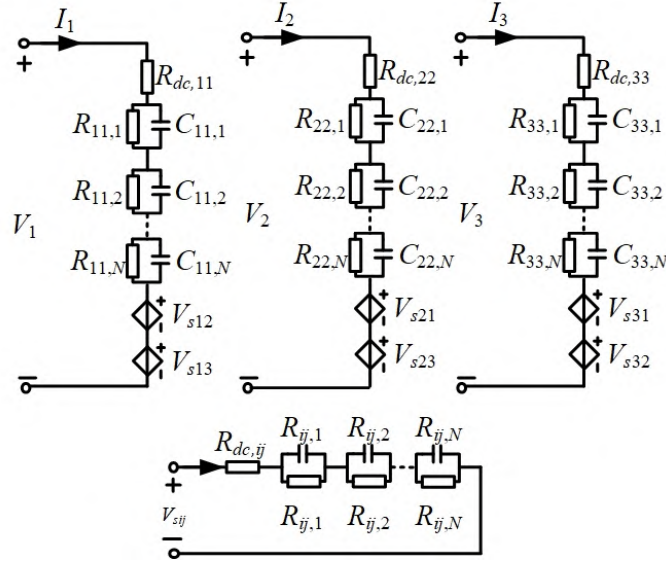 I1 I2 I3
+ + +
Rdc,11 Rdc,22 Rdc,33
R11,1 C11,1 R22,1 C22,1 R33,1 C33,1
R11,2 C11,2 R22,2 C22,2 R33,2 C33,2
V1 V2 V3
R11,N C11,N R22,N C22,N R33,N C33,N
+ Vs12 + Vs21 + Vs31
+ Vs13 + Vs23 + Vs32
Rdc,ij Rij,1 Rij,2 Rij,N
+
Vsij
Rij,1 Rij,2 Rij,N